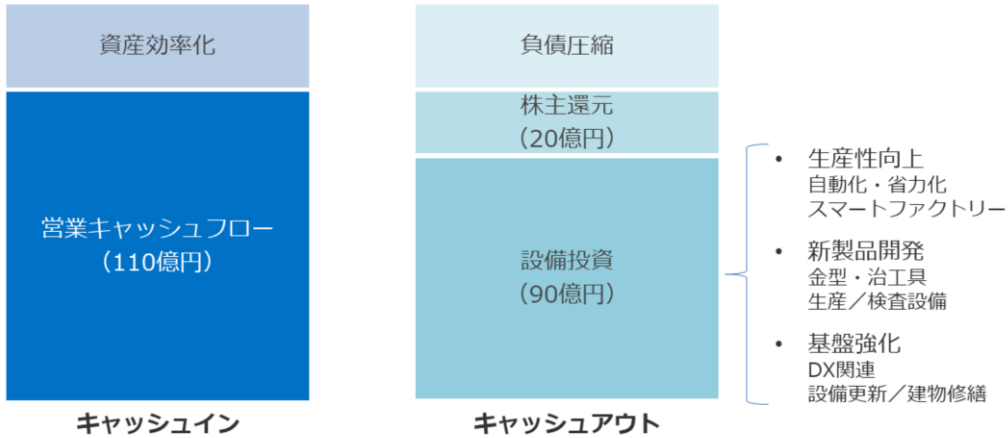 資産効率化
営業キャッシュフロー
（110億円）
キャッシュイン
負債圧縮
株主還元
（20億円）
設備投資
（90億円）
キャッシュアウト
• 生産性向上
自動化・省力化
スマートファクトリー
• 新製品開発
金型・治工具
生産／検査設備
• 基盤強化
DX関連
設備更新／建物修繕